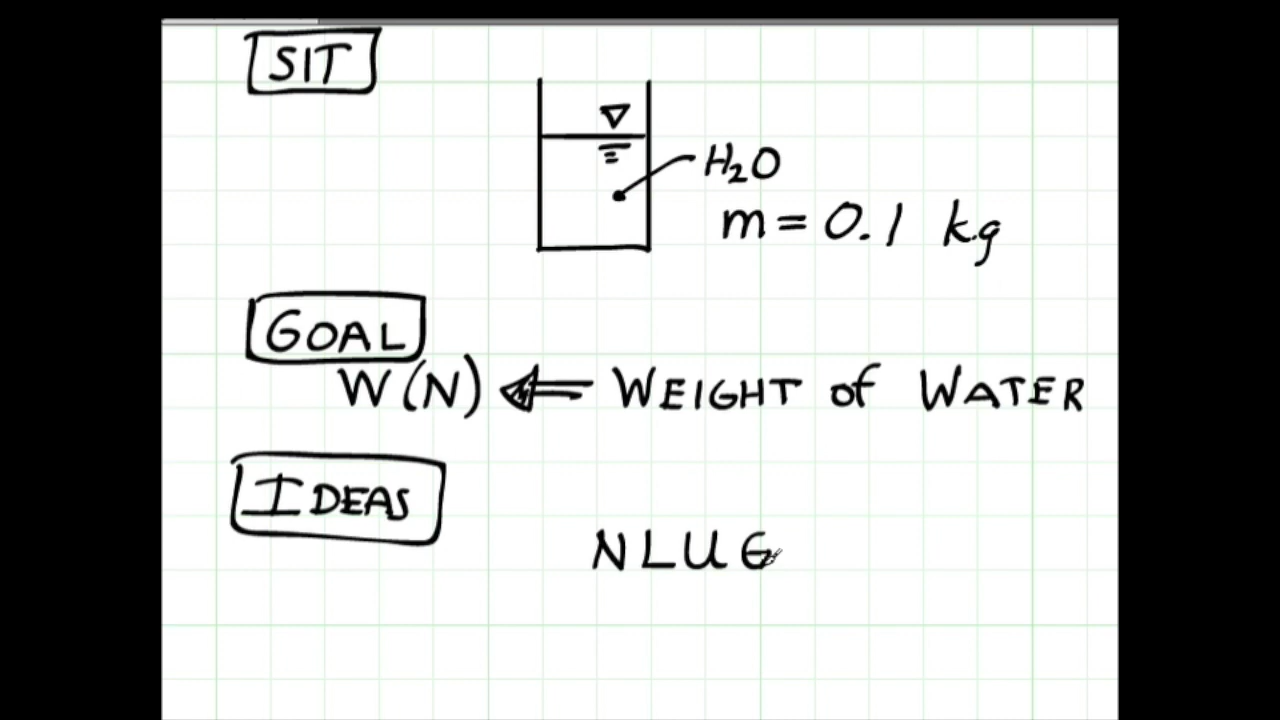 SIT
H₂O
m = 0.1 kg
GOAL
W (N) ⇐ WEIGHT of WATER
IDEAS
NLUG